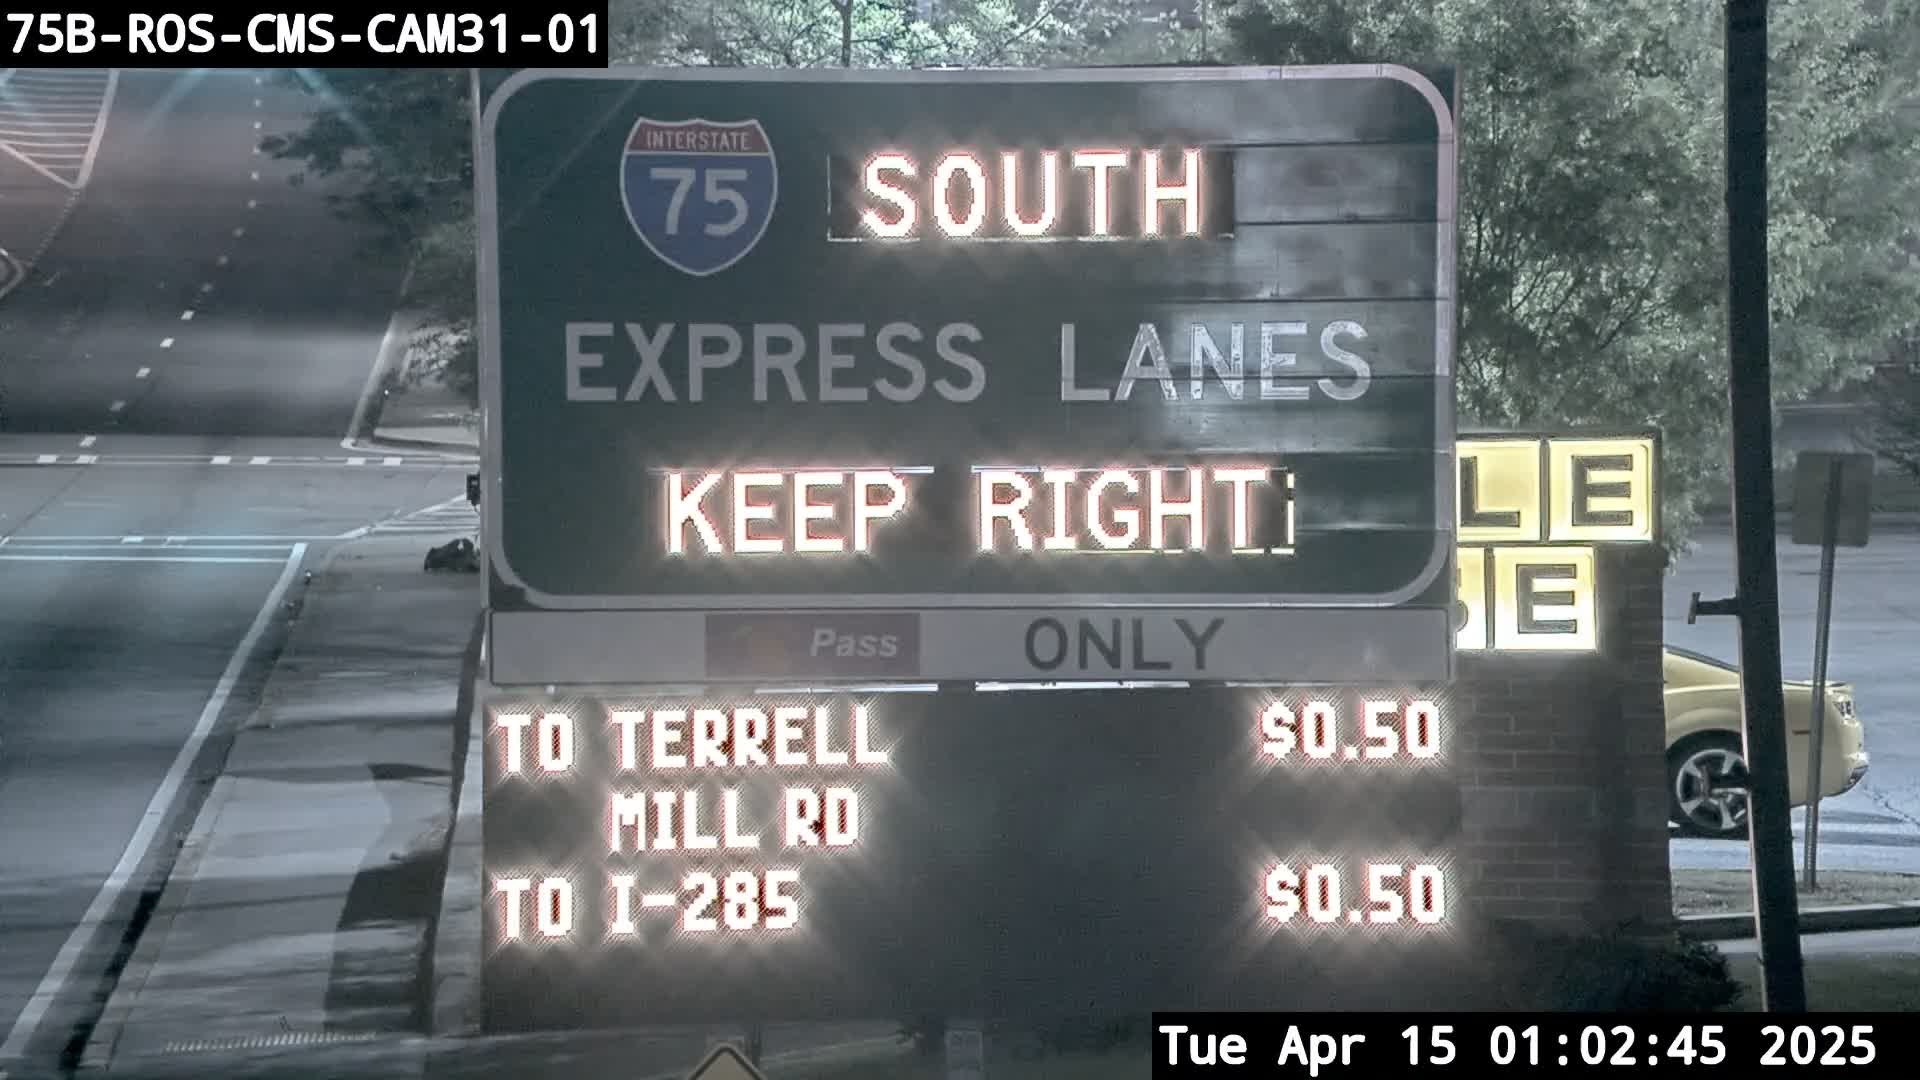 75B-ROS-CMS-CAM31-01
INTERSTATE
75
SOUTH
EXPRESS LANES
KEEP RIGHT
LE
E
Pass ONLY
TO TERRELL $0.50
MILL RD
TO I-285 $0.50
Tue Apr 15 01:02:45 2025